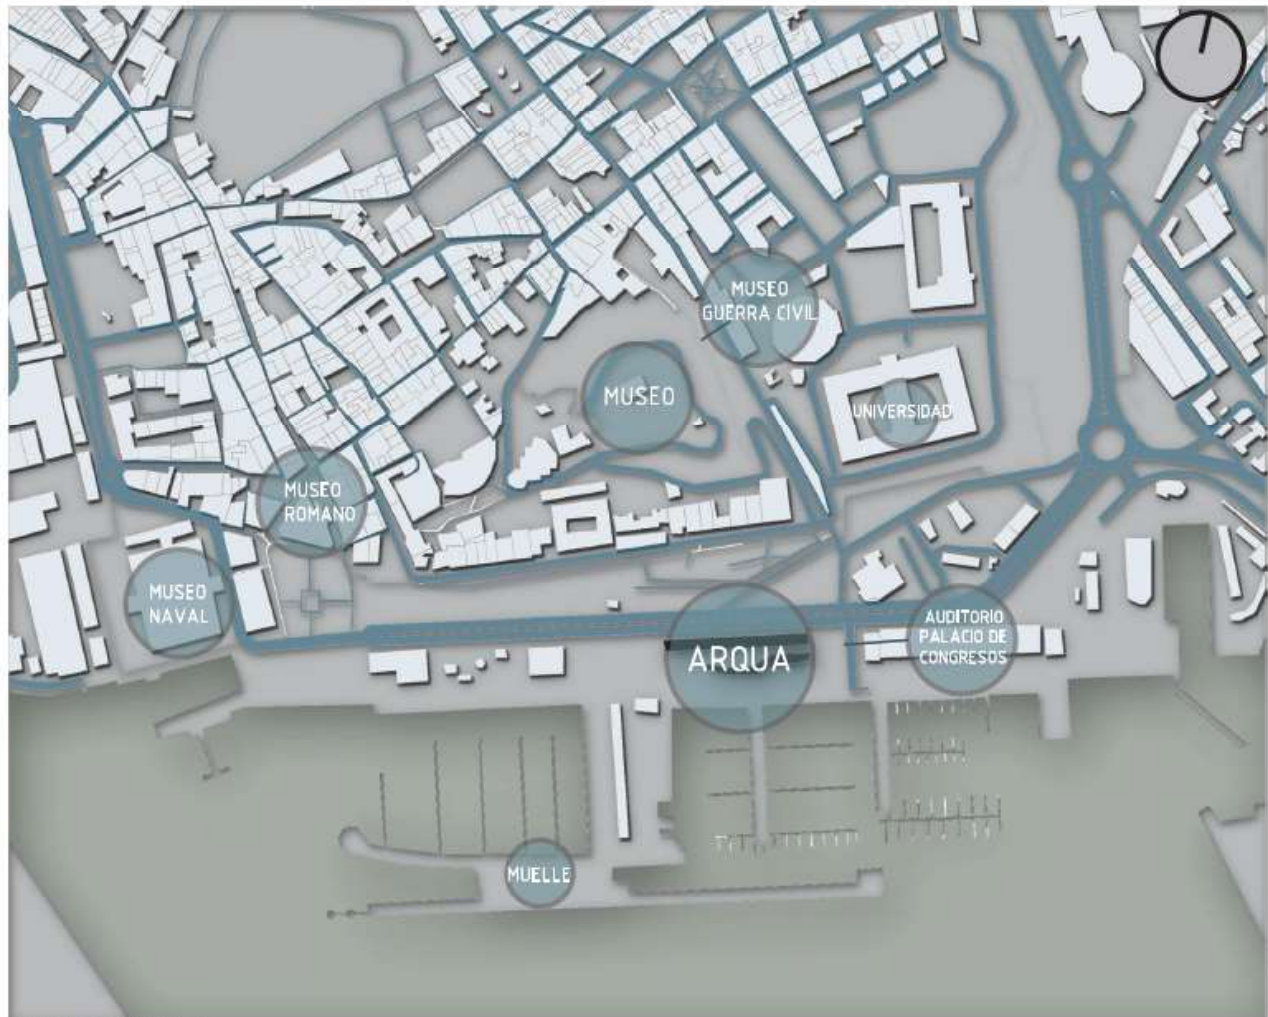 MUSEO
GUERRA CIVIL
MUSEO
UNIVERSIDAD
MUSEO
ROMANO
MUSEO
NAVAL
AUDITORIO
PALACIO DE
CONGRESOS
ARQUA
MUELLE